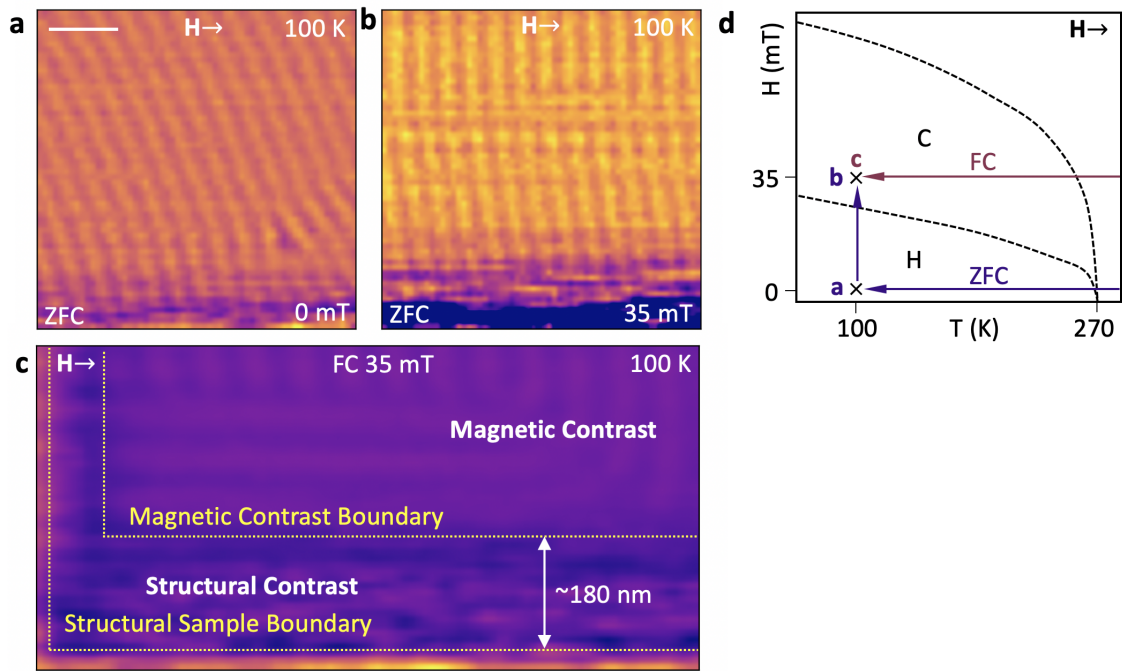 a
H→
100 K
ZFC
0 mT
b
H→
100 K
ZFC
35 mT
c
H→
FC 35 mT
100 K
Magnetic Contrast
Magnetic Contrast Boundary
Structural Contrast
~180 nm
Structural Sample Boundary
d
H→
H (mT)
C
c
FC
35
b
H
ZFC
0
a
100
T (K)
270